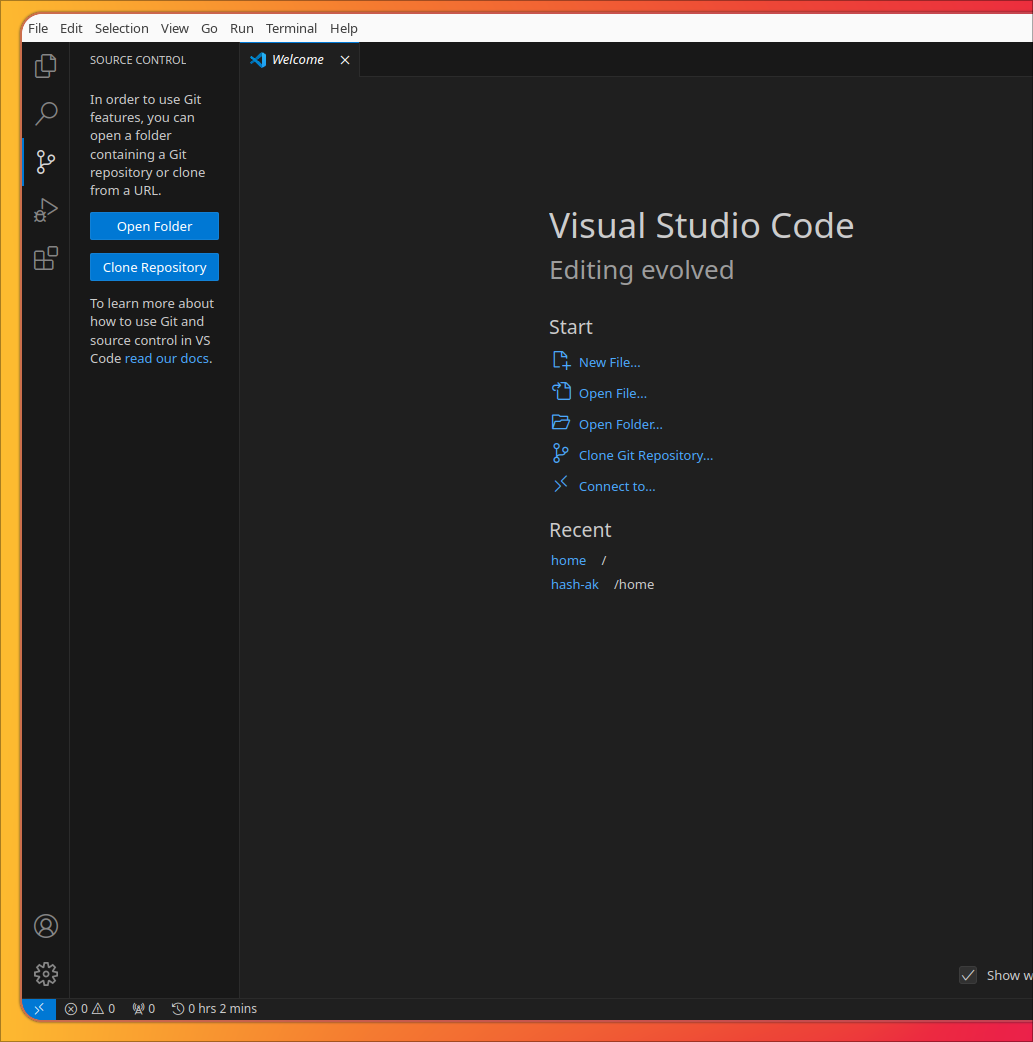 File Edit Selection View Go Run Terminal Help
SOURCE CONTROL
Welcome
In order to use Git
features, you can
open a folder
containing a Git
repository or clone
from a URL.
Open Folder
Clone Repository
To learn more about
how to use Git and
source control in VS
Code read our docs.
Visual Studio Code
Editing evolved
Start
New File...
Open File...
Open Folder...
Clone Git Repository...
Connect to...
Recent
home /
hash-ak /home
Show w
0 0 0 0 hrs 2 mins